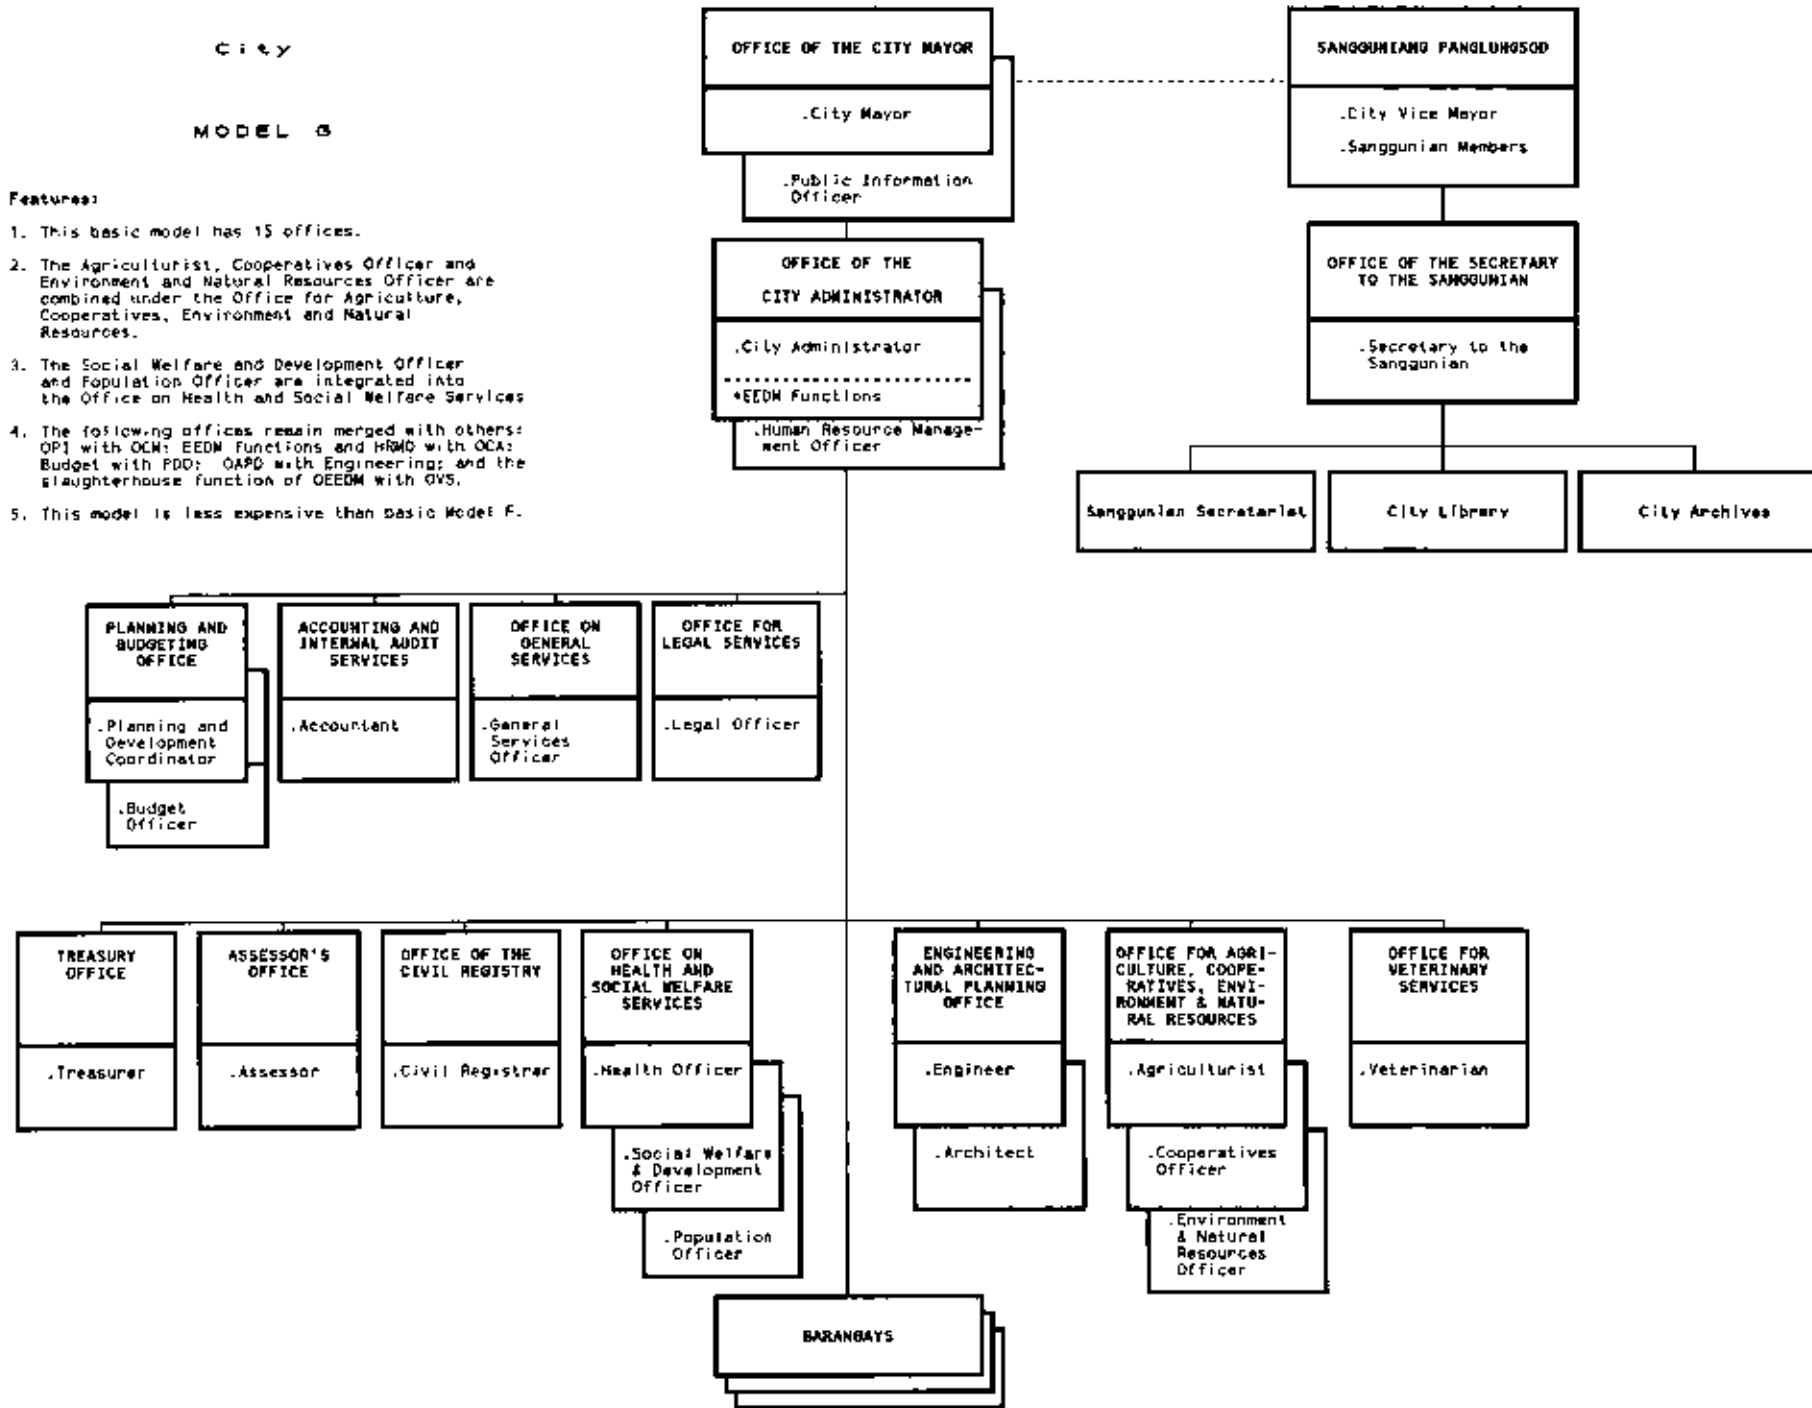 City
MODEL G
Features:
1. This basic model has 15 offices.
2. The Agriculturist, Cooperatives Officer and
Environment and Natural Resources Officer are
combined under the Office for Agriculture,
Cooperatives, Environment and Natural
Resources.
3. The Social Welfare and Development Officer
and Population Officer are integrated into
the Office on Health and Social Welfare Services
4. The following offices remain merged with others:
OPI with OCM; EEDM Functions and HRMO with OCA;
Budget with PDO; OAPD with Engineering; and the
slaughterhouse function of OEEDM with OVS.
5. This model is less expensive than basic Model F.
OFFICE OF THE CITY MAYOR
.City Mayor
.Public Information
Officer
SANGGUNIANG PANGLUNGSOD
.City Vice Mayor
.Sanggunian Members
OFFICE OF THE
CITY ADMINISTRATOR
.City Administrator
*EEDM Functions
.Human Resource Manage-
ment Officer
OFFICE OF THE SECRETARY
TO THE SANGGUNIAN
.Secretary to the
Sanggunian
Sanggunian Secretariat
City Library
City Archives
PLANNING AND
BUDGETING
OFFICE
.Planning and
Development
Coordinator
.Budget
Officer
ACCOUNTING AND
INTERNAL AUDIT
SERVICES
.Accountant
OFFICE ON
GENERAL
SERVICES
.General
Services
Officer
OFFICE FOR
LEGAL SERVICES
.Legal Officer
TREASURY
OFFICE
.Treasurer
ASSESSOR'S
OFFICE
.Assessor
OFFICE OF THE
CIVIL REGISTRY
.Civil Registrar
OFFICE ON
HEALTH AND
SOCIAL WELFARE
SERVICES
.Health Officer
.Social Welfare
& Development
Officer
.Population
Officer
ENGINEERING
AND ARCHITEC-
TURAL PLANNING
OFFICE
.Engineer
.Architect
OFFICE FOR AGRI-
CULTURE, COOPE-
RATIVES, ENVI-
RONMENT & NATU-
RAL RESOURCES
.Agriculturist
.Cooperatives
Officer
.Environment
& Natural
Resources
Officer
OFFICE FOR
VETERINARY
SERVICES
.Veterinarian
BARANGAYS